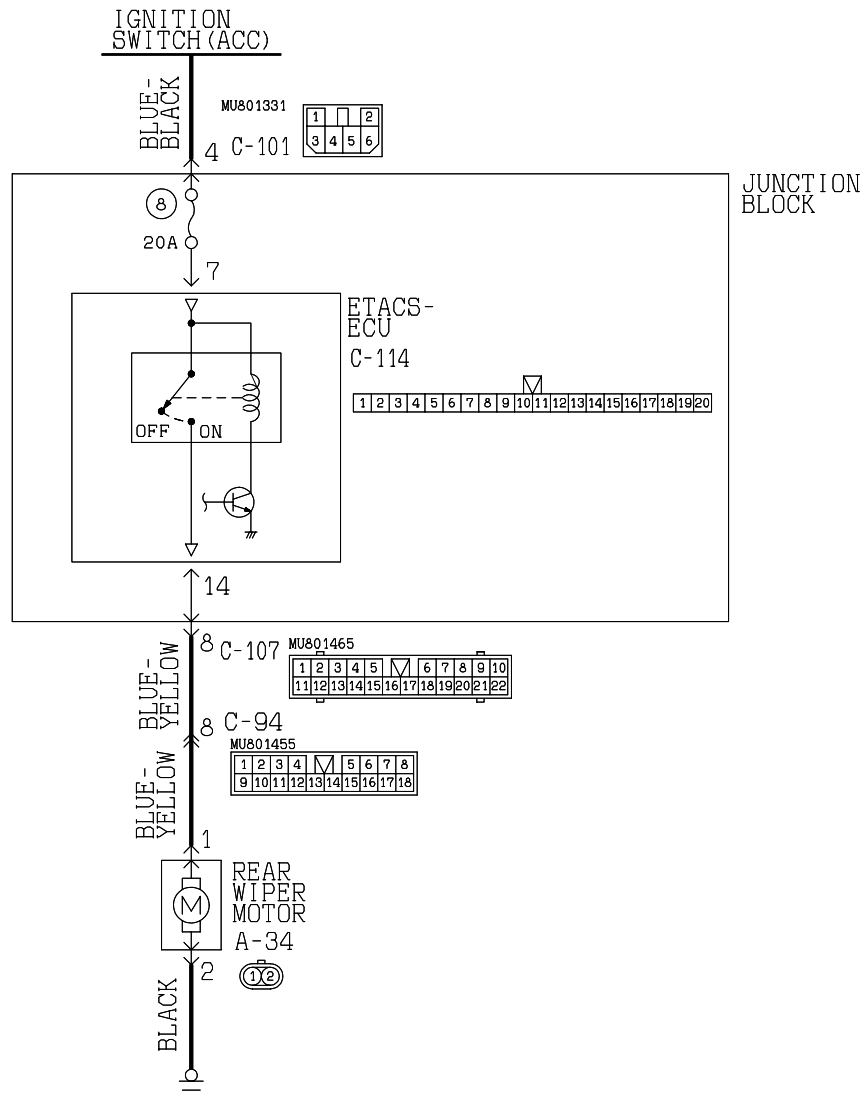 IGNITION
SWITCH(ACC)
BLUE-
BLACK
MU801331
1 2
3 4 5 6
4 C-101
JUNCTION
BLOCK
8
20A
7
ETACS-
ECU
C-114
1 2 3 4 5 6 7 8 9 10 11 12 13 14 15 16 17 18 19 20
OFF ON
14
8 C-107
MU801465
1 2 3 4 5 6 7 8 9 10
11 12 13 14 15 16 17 18 19 20 21 22
BLUE-
YELLOW
8 C-94
MU801455
1 2 3 4 5 6 7 8
9 10 11 12 13 14 15 16 17 18
BLUE-
YELLOW
1
REAR
WIPER
MOTOR
M
A-34
2
1 2
BLACK